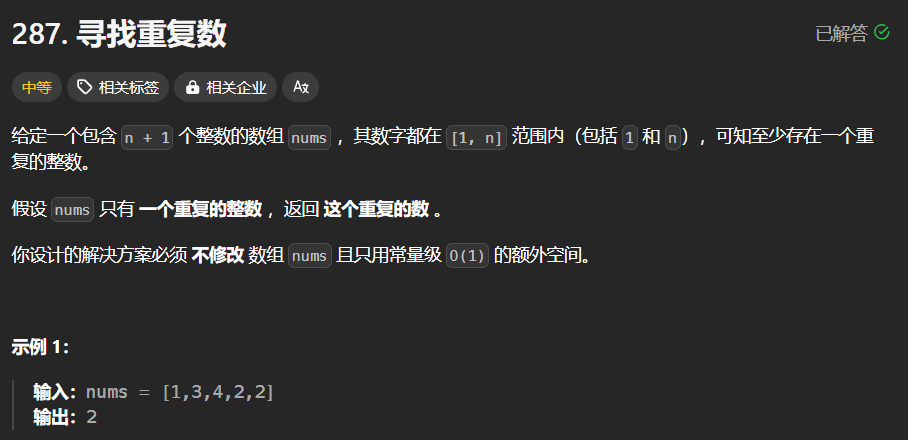 287. 寻找重复数
已解答
中等 相关标签 相关企业
给定一个包含 n + 1 个整数的数组 nums ，其数字都在 [1, n] 范围内（包括 1 和 n），可知至少存在一个重
复的整数。
假设 nums 只有 一个重复的整数 ，返回 这个重复的数 。
你设计的解决方案必须 不修改 数组 nums 且只用常量级 O(1) 的额外空间。
示例 1：
输入：nums = [1,3,4,2,2]
输出：2